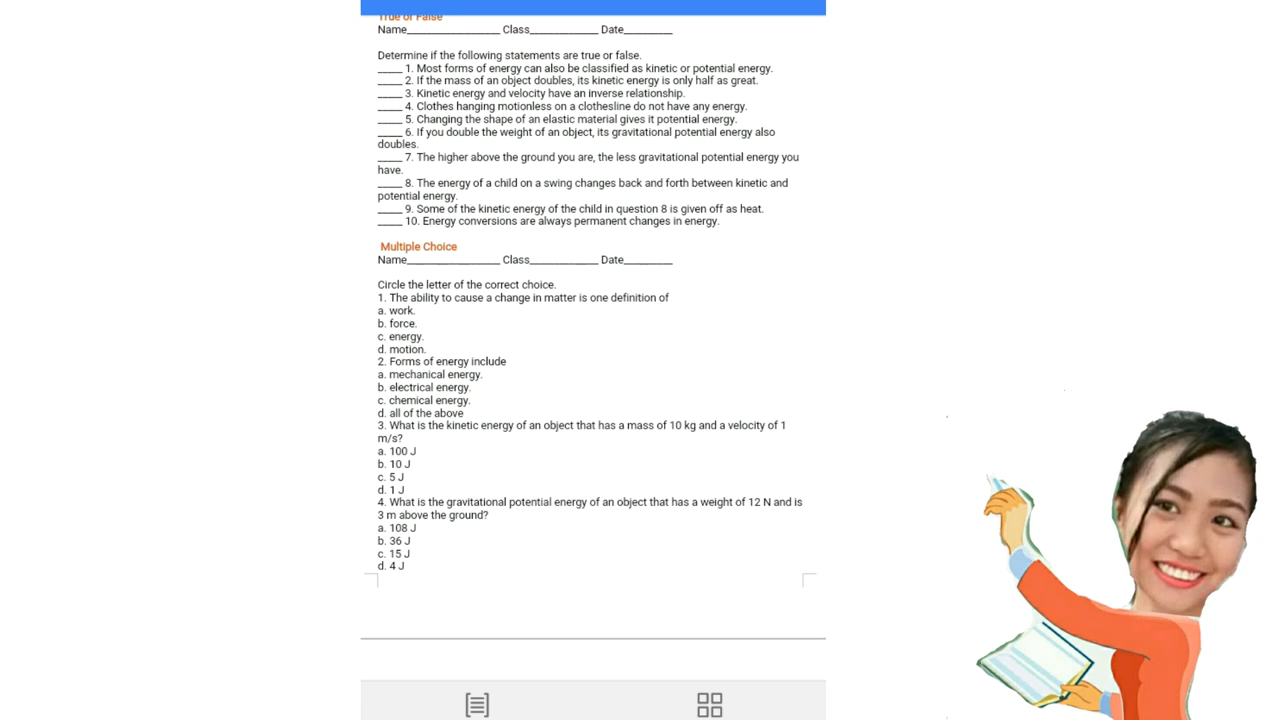 True or False
Name_________________ Class____________ Date_________
Determine if the following statements are true or false.
_____ 1. Most forms of energy can also be classified as kinetic or potential energy.
_____ 2. If the mass of an object doubles, its kinetic energy is only half as great.
_____ 3. Kinetic energy and velocity have an inverse relationship.
_____ 4. Clothes hanging motionless on a clothesline do not have any energy.
_____ 5. Changing the shape of an elastic material gives it potential energy.
_____ 6. If you double the weight of an object, its gravitational potential energy also
doubles.
_____ 7. The higher above the ground you are, the less gravitational potential energy you
have.
_____ 8. The energy of a child on a swing changes back and forth between kinetic and
potential energy.
_____ 9. Some of the kinetic energy of the child in question 8 is given off as heat.
_____ 10. Energy conversions are always permanent changes in energy.
Multiple Choice
Name_________________ Class____________ Date_________
Circle the letter of the correct choice.
1. The ability to cause a change in matter is one definition of
a. work.
b. force.
c. energy.
d. motion.
2. Forms of energy include
a. mechanical energy.
b. electrical energy.
c. chemical energy.
d. all of the above
3. What is the kinetic energy of an object that has a mass of 10 kg and a velocity of 1
m/s?
a. 100 J
b. 10 J
c. 5 J
d. 1 J
4. What is the gravitational potential energy of an object that has a weight of 12 N and is
3 m above the ground?
a. 108 J
b. 36 J
c. 15 J
d. 4 J